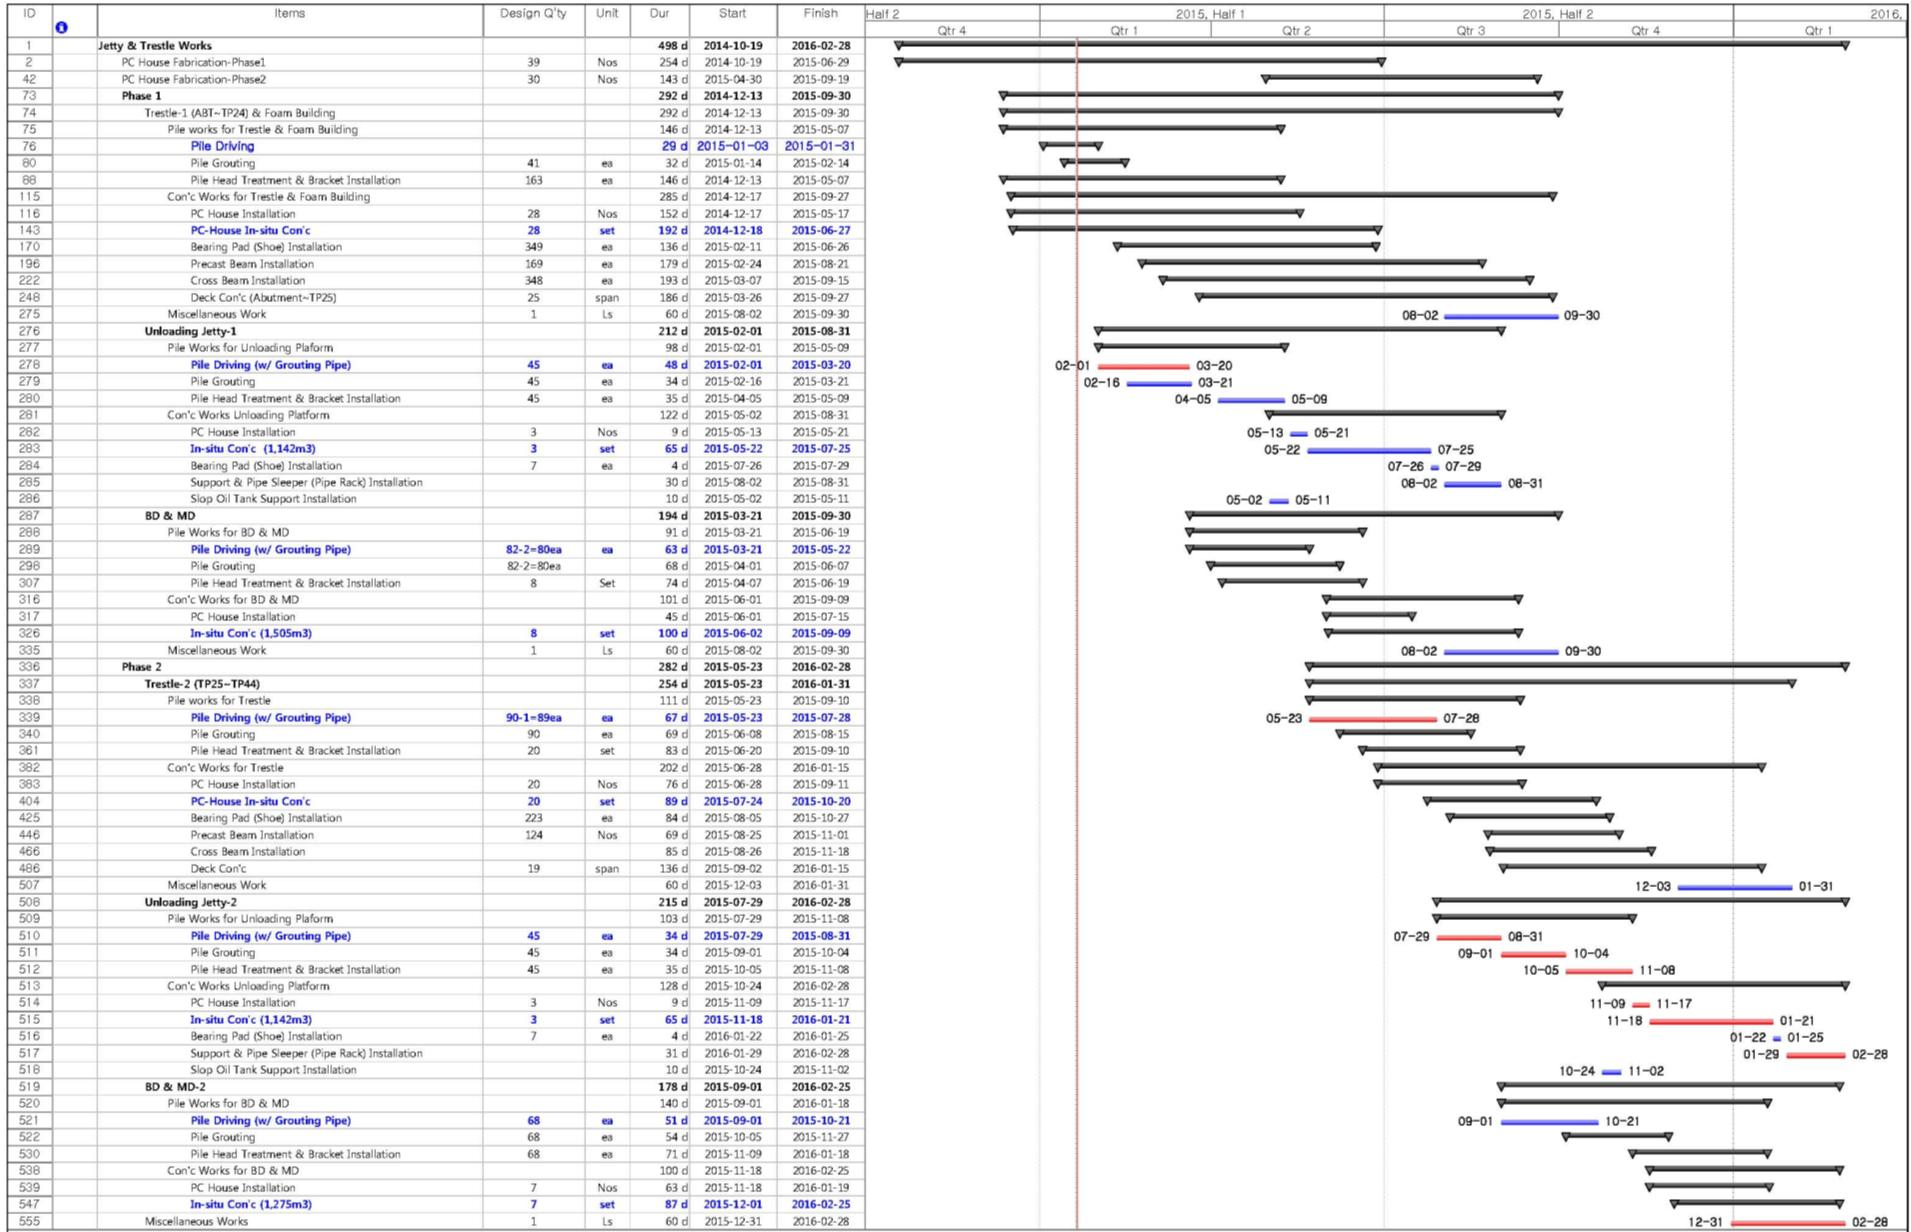 ID Items Design Q'ty Unit Dur Start Finish Half 2 2015, Half 1 2015, Half 2 2016,
Qtr 4 Qtr 1 Qtr 2 Qtr 3 Qtr 4 Qtr 1
1 Jetty & Trestle Works 498 d 2014-10-19 2016-02-28
2 PC House Fabrication-Phase1 39 Nos 254 d 2014-10-19 2015-06-29
42 PC House Fabrication-Phase2 30 Nos 143 d 2015-04-30 2015-09-19
73 Phase 1 292 d 2014-12-13 2015-09-30
74 Trestle-1 (ABT~TP24) & Foam Building 292 d 2014-12-13 2015-09-30
75 Pile works for Trestle & Foam Building 146 d 2014-12-13 2015-05-07
76 Pile Driving 29 d 2015-01-03 2015-01-31
80 Pile Grouting 41 ea 32 d 2015-01-14 2015-02-14
88 Pile Head Treatment & Bracket Installation 163 ea 146 d 2014-12-13 2015-05-07
115 Con'c Works for Trestle & Foam Building 285 d 2014-12-17 2015-09-27
116 PC House Installation 28 Nos 152 d 2014-12-17 2015-05-17
143 PC-House In-situ Con'c 28 set 192 d 2014-12-18 2015-06-27
170 Bearing Pad (Shoe) Installation 349 ea 136 d 2015-02-11 2015-06-26
196 Precast Beam Installation 169 ea 179 d 2015-02-24 2015-08-21
222 Cross Beam Installation 348 ea 193 d 2015-03-07 2015-09-15
248 Deck Con'c (Abutment~TP25) 25 span 186 d 2015-03-26 2015-09-27
275 Miscellaneous Work 1 Ls 60 d 2015-08-02 2015-09-30 08-02 09-30
276 Unloading Jetty-1 212 d 2015-02-01 2015-08-31
277 Pile Works for Unloading Plaform 98 d 2015-02-01 2015-05-09
278 Pile Driving (w/ Grouting Pipe) 45 ea 48 d 2015-02-01 2015-03-20 02-01 03-20
279 Pile Grouting 45 ea 34 d 2015-02-16 2015-03-21 02-16 03-21
280 Pile Head Treatment & Bracket Installation 45 ea 35 d 2015-04-05 2015-05-09 04-05 05-09
281 Con'c Works Unloading Platform 122 d 2015-05-02 2015-08-31
282 PC House Installation 3 Nos 9 d 2015-05-13 2015-05-21 05-13 05-21
283 In-situ Con'c (1,142m3) 3 set 65 d 2015-05-22 2015-07-25 05-22 07-25
284 Bearing Pad (Shoe) Installation 7 ea 4 d 2015-07-26 2015-07-29 07-26 07-29
285 Support & Pipe Sleeper (Pipe Rack) Installation 30 d 2015-08-02 2015-08-31 08-02 08-31
286 Slop Oil Tank Support Installation 10 d 2015-05-02 2015-05-11 05-02 05-11
287 BD & MD 194 d 2015-03-21 2015-09-30
288 Pile Works for BD & MD 91 d 2015-03-21 2015-06-19
289 Pile Driving (w/ Grouting Pipe) 82-2=80ea ea 63 d 2015-03-21 2015-05-22
298 Pile Grouting 82-2=80ea 68 d 2015-04-01 2015-06-07
307 Pile Head Treatment & Bracket Installation 8 Set 74 d 2015-04-07 2015-06-19
316 Con'c Works for BD & MD 101 d 2015-06-01 2015-09-09
317 PC House Installation 45 d 2015-06-01 2015-07-15
326 In-situ Con'c (1,505m3) 8 set 100 d 2015-06-02 2015-09-09
335 Miscellaneous Work 1 Ls 60 d 2015-08-02 2015-09-30 08-02 09-30
336 Phase 2 282 d 2015-05-23 2016-02-28
337 Trestle-2 (TP25~TP44) 254 d 2015-05-23 2016-01-31
338 Pile works for Trestle 111 d 2015-05-23 2015-09-10
339 Pile Driving (w/ Grouting Pipe) 90-1=89ea ea 67 d 2015-05-23 2015-07-28 05-23 07-28
340 Pile Grouting 90 ea 69 d 2015-06-08 2015-08-15
361 Pile Head Treatment & Bracket Installation 20 set 83 d 2015-06-20 2015-09-10
382 Con'c Works for Trestle 202 d 2015-06-28 2016-01-15
383 PC House Installation 20 Nos 76 d 2015-06-28 2015-09-11
404 PC-House In-situ Con'c 20 set 89 d 2015-07-24 2015-10-20
425 Bearing Pad (Shoe) Installation 223 ea 84 d 2015-08-05 2015-10-27
446 Precast Beam Installation 124 Nos 69 d 2015-08-25 2015-11-01
466 Cross Beam Installation 85 d 2015-08-26 2015-11-18
486 Deck Con'c 19 span 136 d 2015-09-02 2016-01-15
507 Miscellaneous Work 60 d 2015-12-03 2016-01-31 12-03 01-31
508 Unloading Jetty-2 215 d 2015-07-29 2016-02-28
509 Pile Works for Unloading Plaform 103 d 2015-07-29 2015-11-08
510 Pile Driving (w/ Grouting Pipe) 45 ea 34 d 2015-07-29 2015-08-31 07-29 08-31
511 Pile Grouting 45 ea 34 d 2015-09-01 2015-10-04 09-01 10-04
512 Pile Head Treatment & Bracket Installation 45 ea 35 d 2015-10-05 2015-11-08 10-05 11-08
513 Con'c Works Unloading Platform 128 d 2015-10-24 2016-02-28
514 PC House Installation 3 Nos 9 d 2015-11-09 2015-11-17 11-09 11-17
515 In-situ Con'c (1,142m3) 3 set 65 d 2015-11-18 2016-01-21 11-18 01-21
516 Bearing Pad (Shoe) Installation 7 ea 4 d 2016-01-22 2016-01-25 01-22 01-25
517 Support & Pipe Sleeper (Pipe Rack) Installation 31 d 2016-01-29 2016-02-28 01-29 02-28
518 Slop Oil Tank Support Installation 10 d 2015-10-24 2015-11-02 10-24 11-02
519 BD & MD-2 178 d 2015-09-01 2016-02-25
520 Pile Works for BD & MD 140 d 2015-09-01 2016-01-18
521 Pile Driving (w/ Grouting Pipe) 68 ea 51 d 2015-09-01 2015-10-21 09-01 10-21
522 Pile Grouting 68 ea 54 d 2015-10-05 2015-11-27
530 Pile Head Treatment & Bracket Installation 68 ea 71 d 2015-11-09 2016-01-18
538 Con'c Works for BD & MD 100 d 2015-11-18 2016-02-25
539 PC House Installation 7 Nos 63 d 2015-11-18 2016-01-19
547 In-situ Con'c (1,275m3) 7 set 87 d 2015-12-01 2016-02-25
555 Miscellaneous Works 1 Ls 60 d 2015-12-31 2016-02-28 12-31 02-28